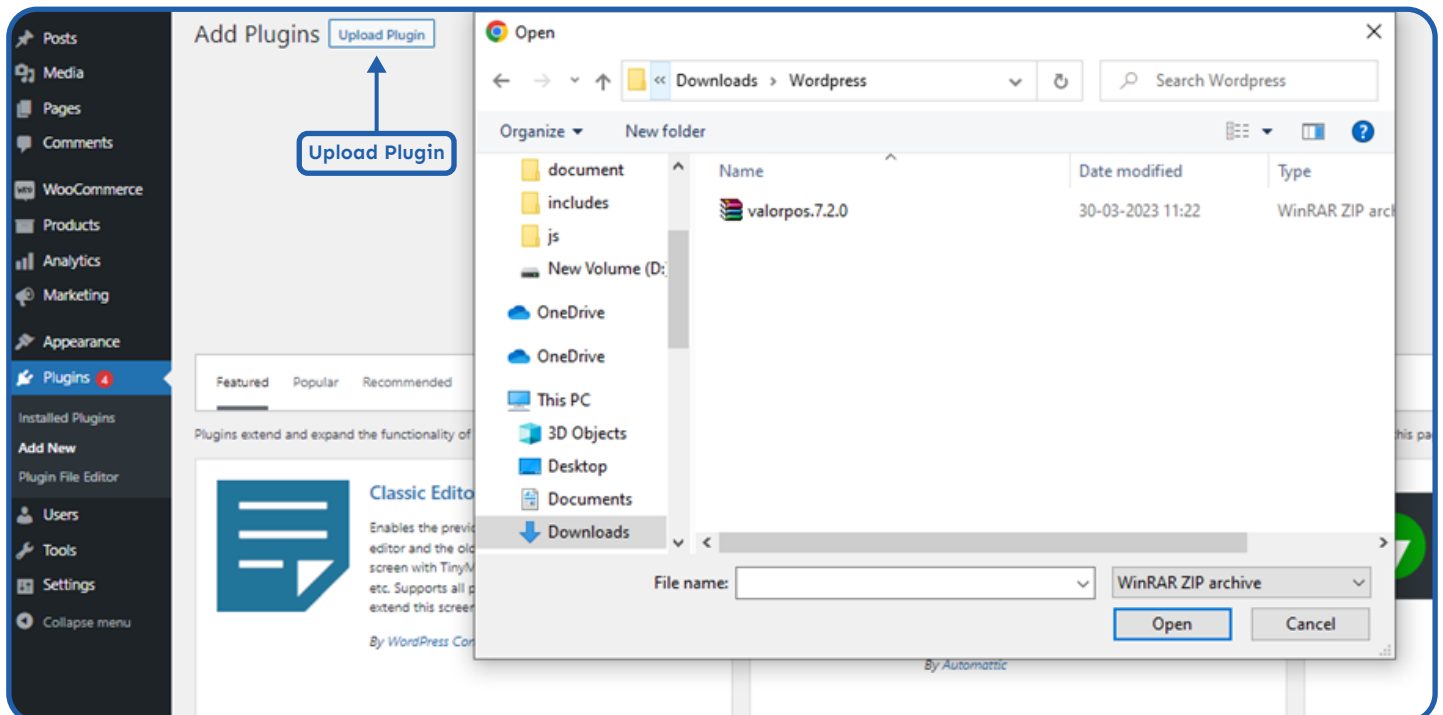 Posts
Media
Pages
Comments
WooCommerce
Products
Analytics
Marketing
Appearance
Plugins 4
Installed Plugins
Add New
Plugin File Editor
Users
Tools
Settings
Collapse menu
Add Plugins
Upload Plugin
Upload Plugin
Featured Popular Recommended
Plugins extend and expand the functionality of
his pa
Classic Edito
Enables the previo
editor and the old
screen with TinyM
etc. Supports all p
extend this screen
By WordPress Con
By Automattic
Open
« Downloads › Wordpress
Search Wordpress
Organize
New folder
document
includes
js
New Volume (D:
OneDrive
OneDrive
This PC
3D Objects
Desktop
Documents
Downloads
Name Date modified Type
valorpos.7.2.0 30-03-2023 11:22 WinRAR ZIP arch
File name:
WinRAR ZIP archive
Open Cancel